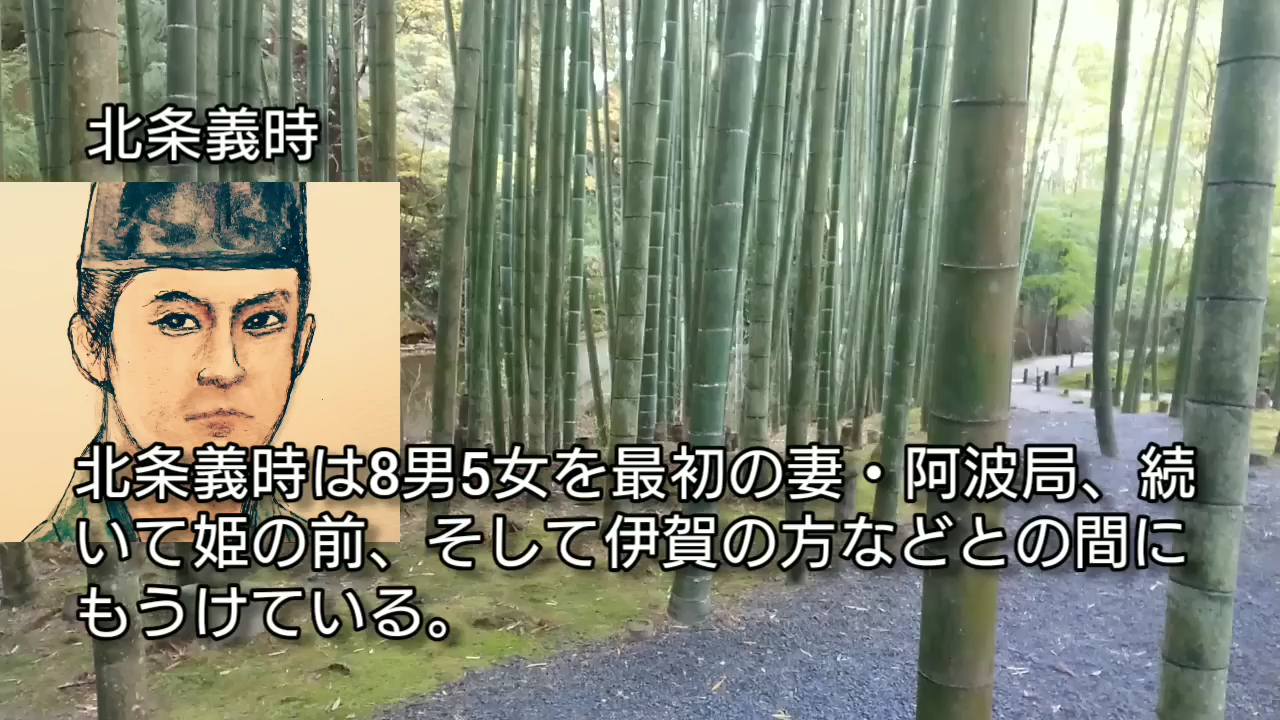 北条義時
北条義時は8男5女を最初の妻・阿波局、続
いて姫の前、そして伊賀の方などとの間に
もうけている。